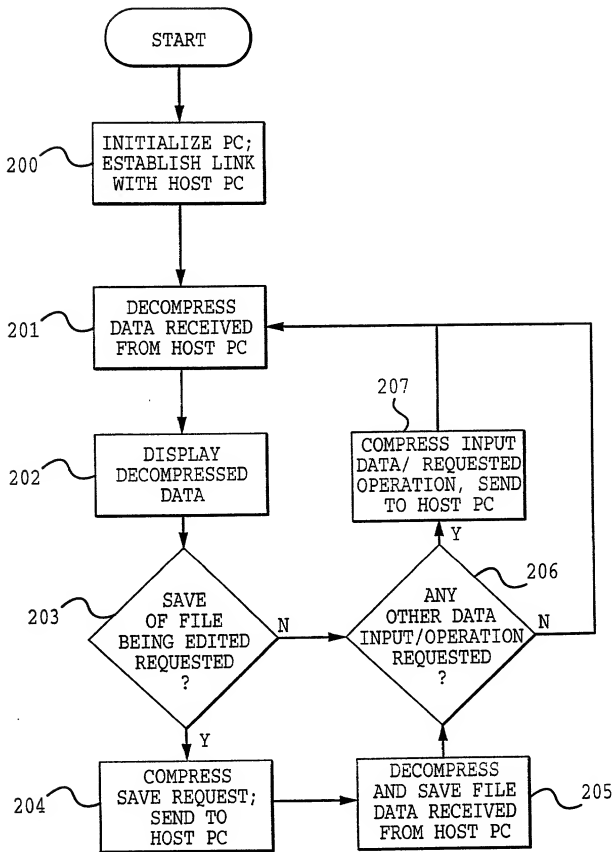 START
200
INITIALIZE PC;
ESTABLISH LINK
WITH HOST PC
201
DECOMPRESS
DATA RECEIVED
FROM HOST PC
202
DISPLAY
DECOMPRESSED
DATA
207
COMPRESS INPUT
DATA/ REQUESTED
OPERATION, SEND
TO HOST PC
Y
203
SAVE
OF FILE
BEING EDITED
REQUESTED
?
N
Y
206
ANY
OTHER DATA
INPUT/OPERATION
REQUESTED
?
N
204
COMPRESS
SAVE REQUEST;
SEND TO
HOST PC
205
DECOMPRESS
AND SAVE FILE
DATA RECEIVED
FROM HOST PC